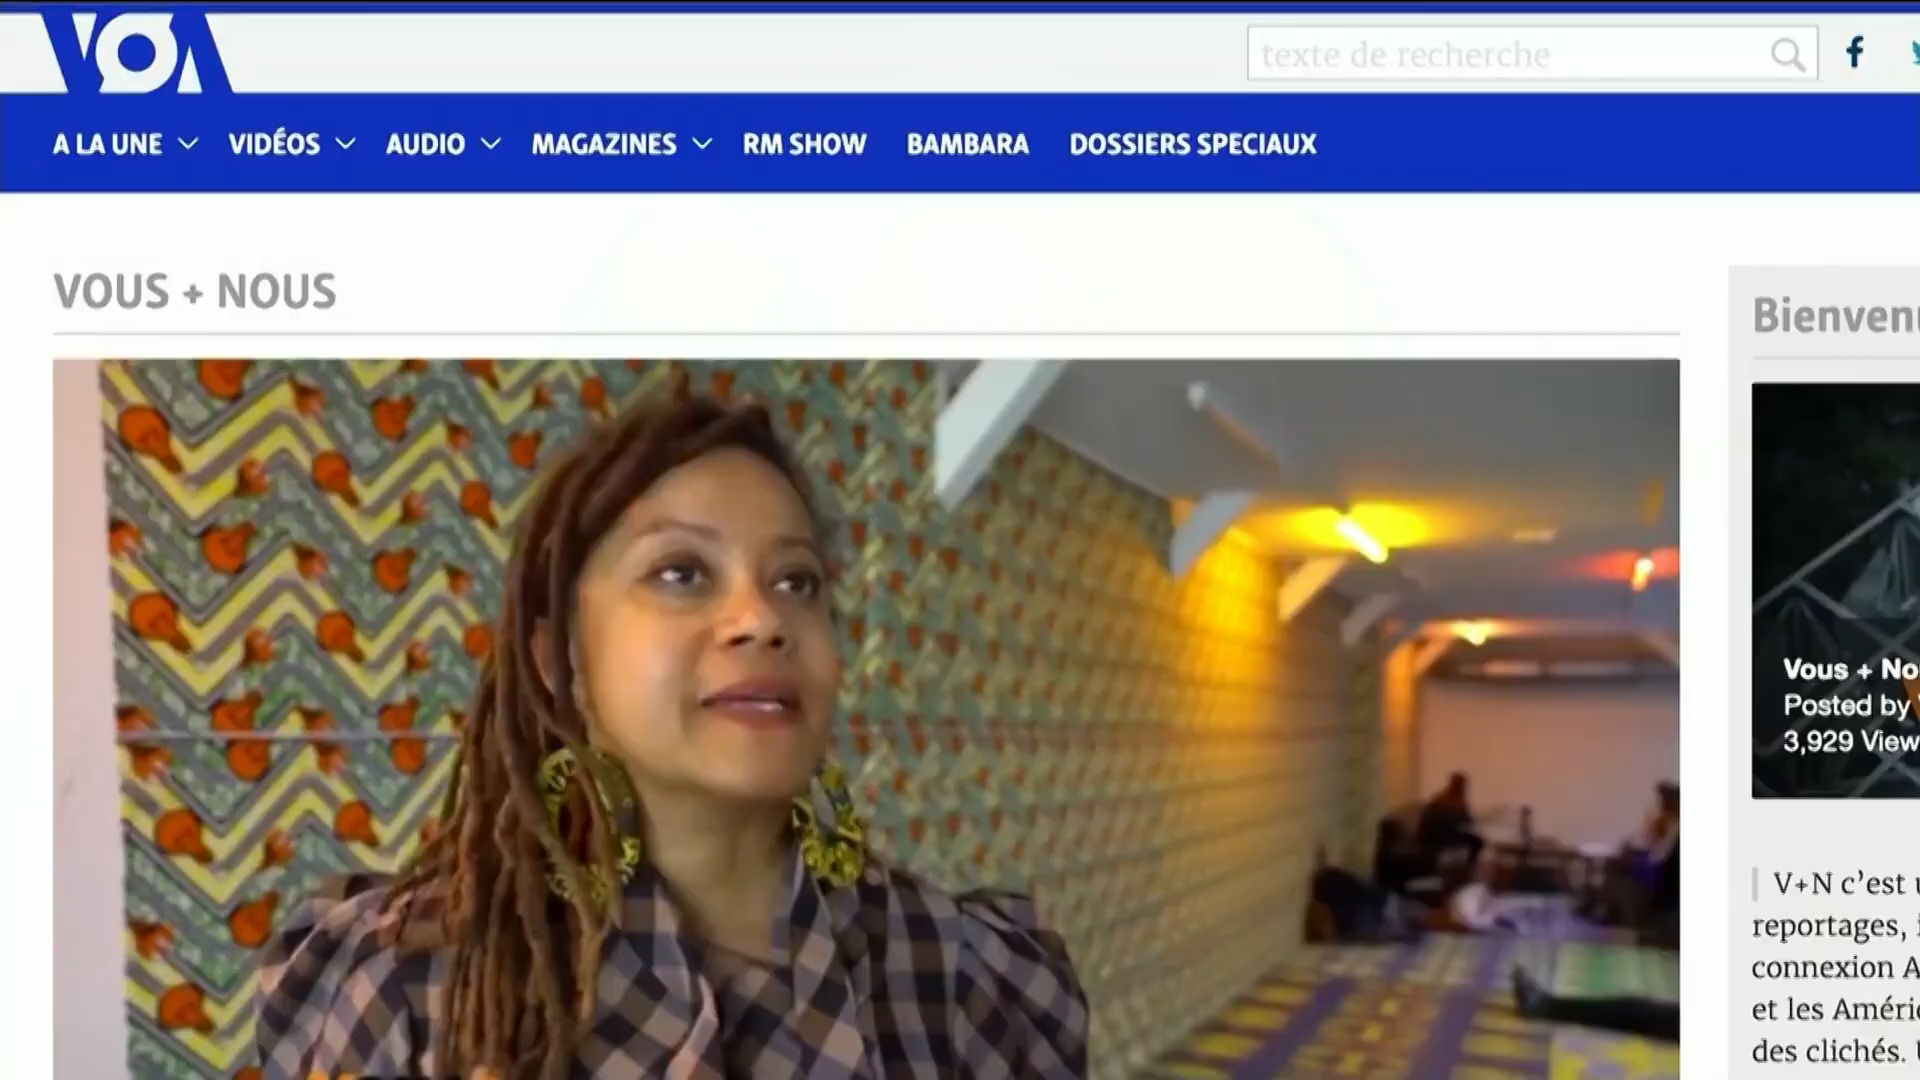 VOA
texte de recherche
A LA UNE VIDÉOS AUDIO MAGAZINES RM SHOW BAMBARA DOSSIERS SPECIAUX
VOUS + NOUS
Vous + No
Posted by
3,929 View
V+N c’est
reportages,
connexion A
et les Améric
des clichés.